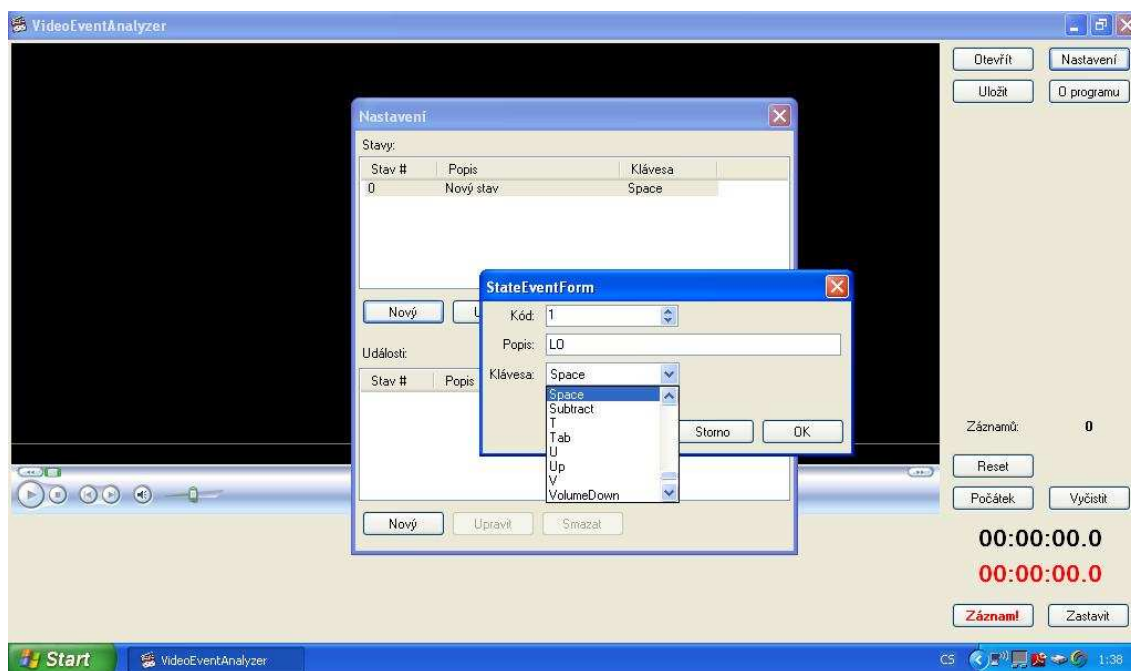 VideoEventAnalyzer
Otevřít
Nastavení
Uložit
O programu
Nastavení
Stavy:
Stav # Popis Klávesa
0 Nový stav Space
Nový
StateEventForm
Kód: 1
Popis: LO
Klávesa: Space
Space
Subtract
T
Tab
U
Up
V
VolumeDown
Storno
OK
Události:
Stav # Popis
Nový
Upravit
Smazat
Záznamů: 0
Reset
Počátek
Vyčistit
00:00:00.0
00:00:00.0
Záznam!
Zastavit
Start
VideoEventAnalyzer
CS
1:38